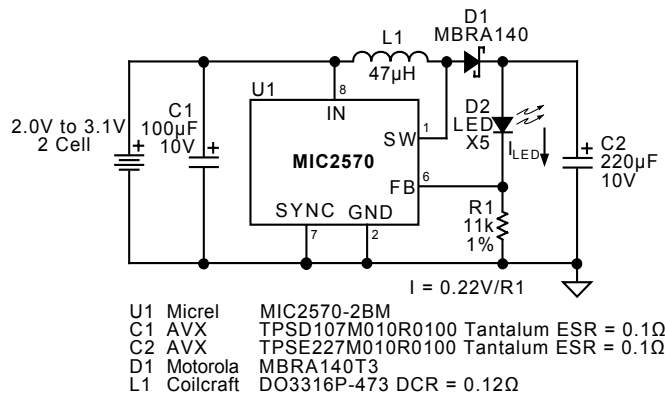 D1
MBRA140
L1
47µH
U1
8
IN
2.0V to 3.1V
2 Cell
C1
100µF
10V
MIC2570
SW
1
D2
LED
X5
ILED
C2
220µF
10V
FB
6
SYNC
GND
7
2
R1
11k
1%
I = 0.22V/R1
U1 Micrel MIC2570-2BM
C1 AVX TPSD107M010R0100 Tantalum ESR = 0.1Ω
C2 AVX TPSE227M010R0100 Tantalum ESR = 0.1Ω
D1 Motorola MBRA140T3
L1 Coilcraft DO3316P-473 DCR = 0.12Ω